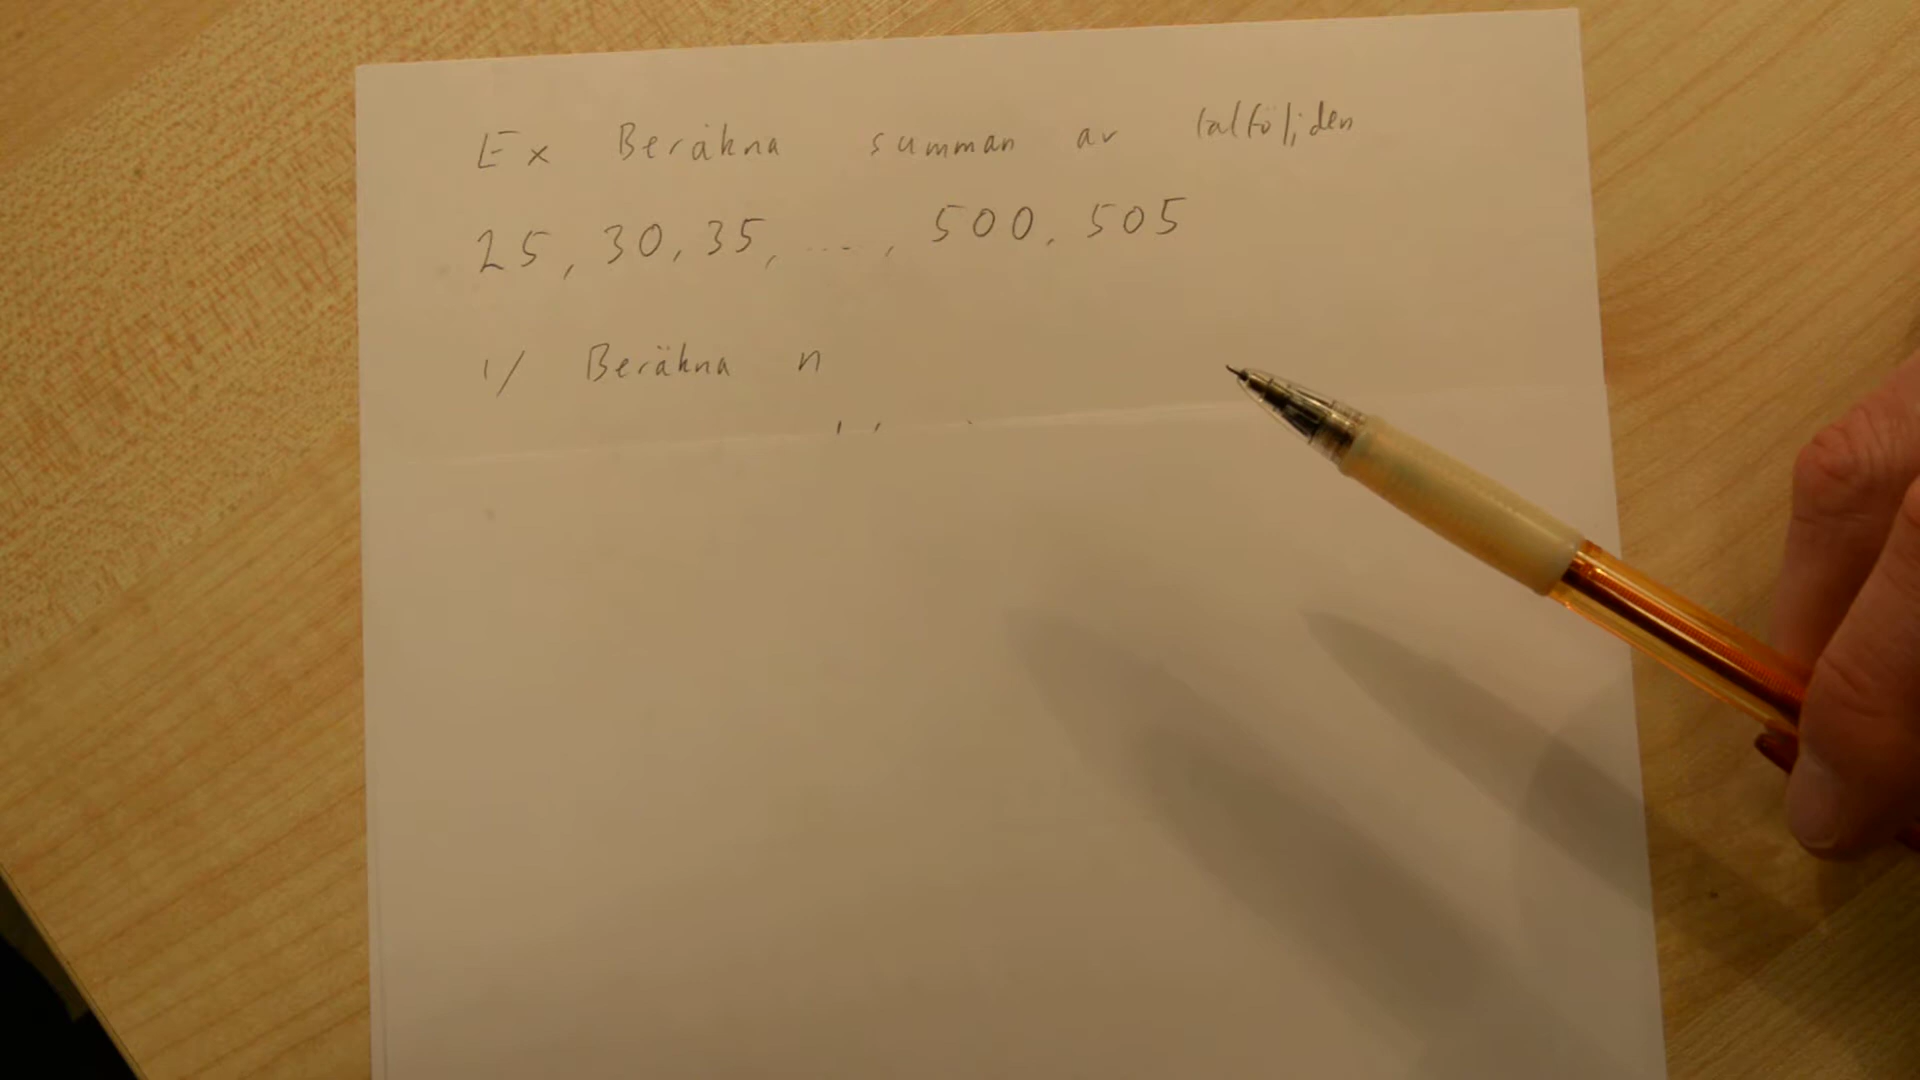 Ex Beräkna summan av talföljden
25, 30, 35, ..., 500, 505
1/ Beräkna n